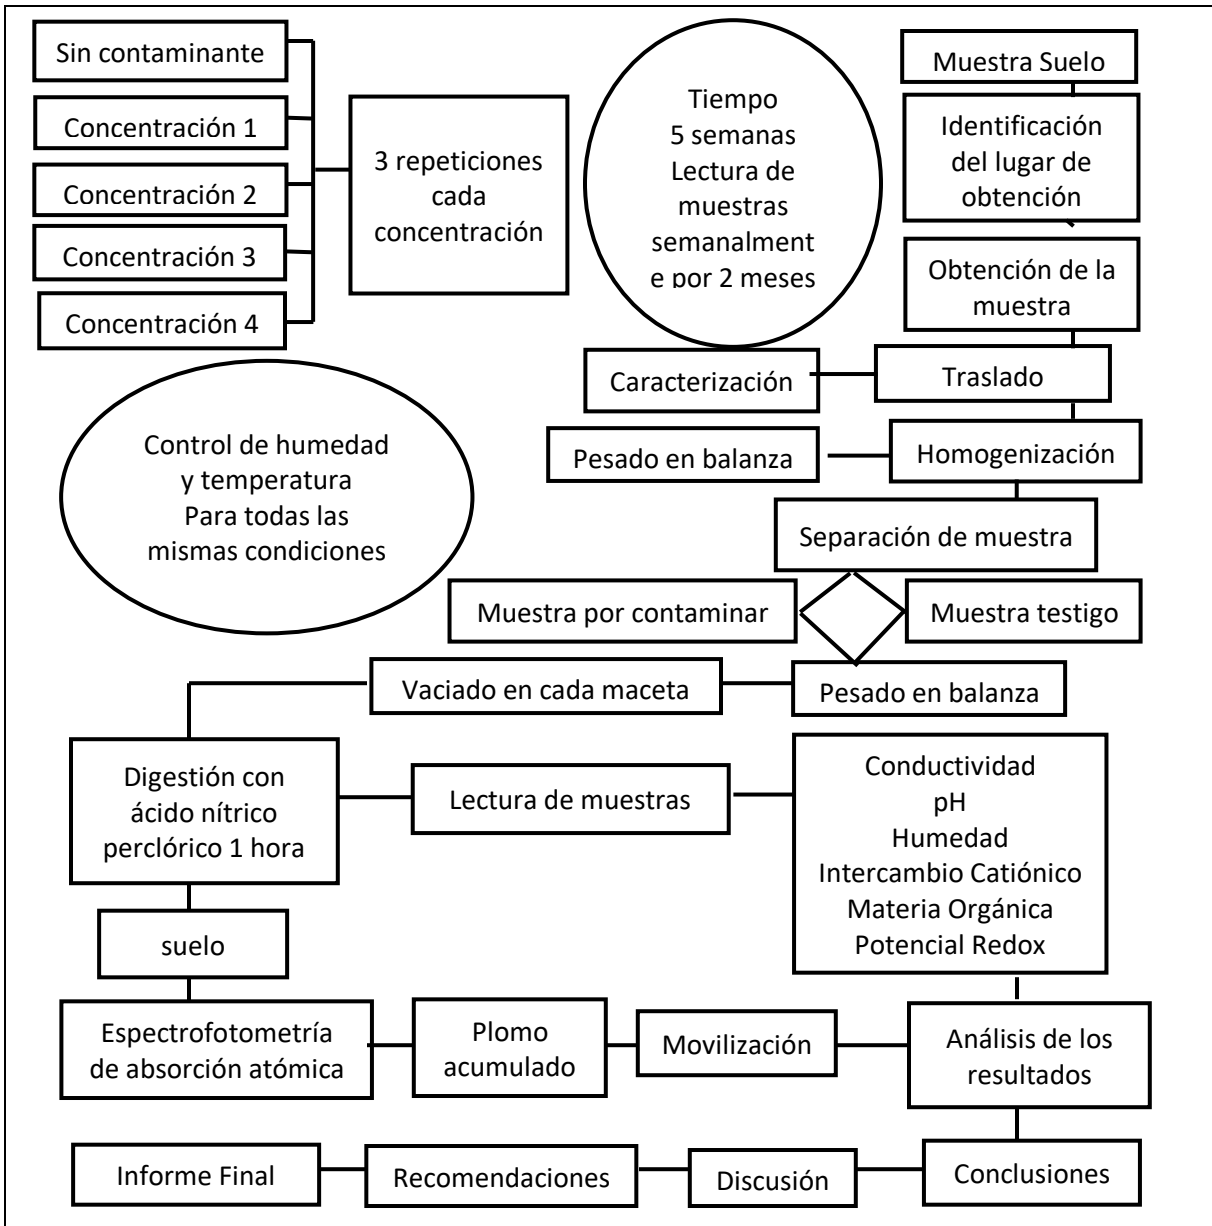 Sin contaminante
Concentración 1
Concentración 2
Concentración 3
Concentración 4
3 repeticiones
cada
concentración
Tiempo
5 semanas
Lectura de
muestras
semanalment
e por 2 meses
Muestra Suelo
Identificación
del lugar de
obtención
Obtención de la
muestra
Caracterización
Traslado
Control de humedad
y temperatura
Para todas las
mismas condiciones
Pesado en balanza
Homogenización
Separación de muestra
Muestra por contaminar
Muestra testigo
Vaciado en cada maceta
Pesado en balanza
Digestión con
ácido nítrico
perclórico 1 hora
Lectura de muestras
Conductividad
pH
Humedad
Intercambio Catiónico
Materia Orgánica
Potencial Redox
suelo
Espectrofotometría
de absorción atómica
Plomo
acumulado
Movilización
Análisis de los
resultados
Informe Final
Recomendaciones
Discusión
Conclusiones